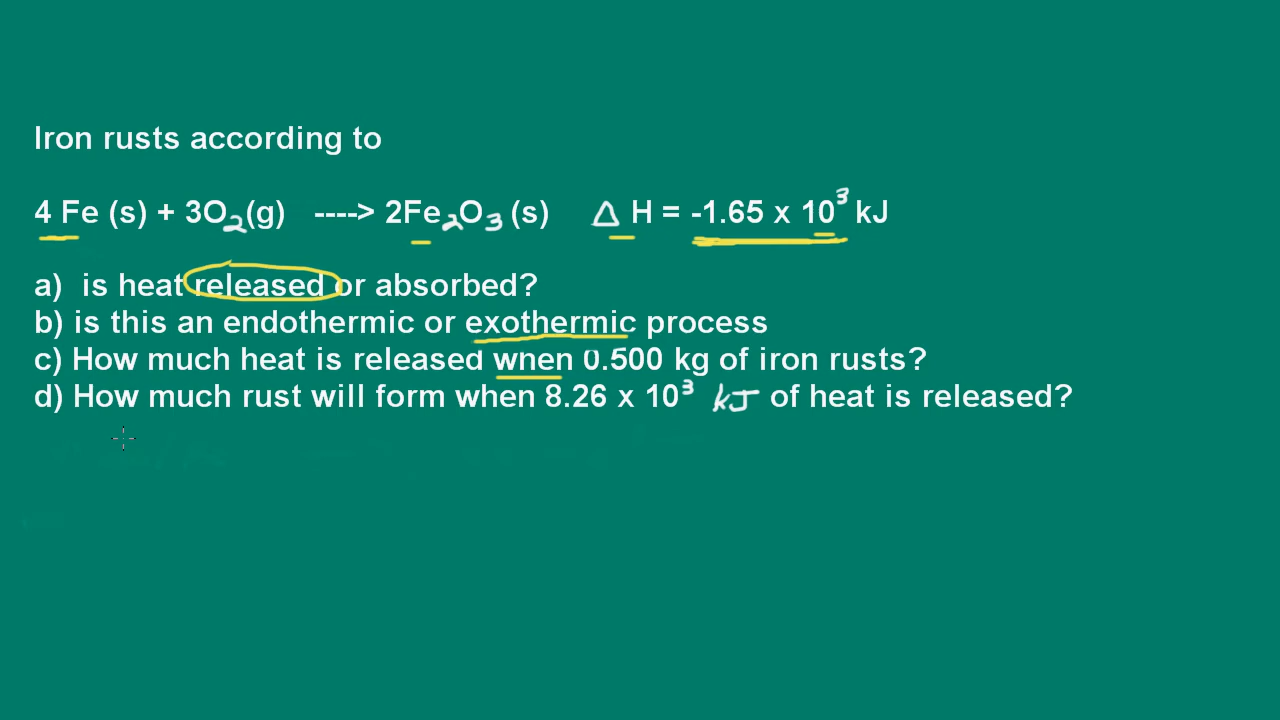 Iron rusts according to
4 Fe (s) + 3O₂(g) ----> 2Fe₂O₃ (s) Δ H = -1.65 x 10³ kJ
a) is heat released or absorbed?
b) is this an endothermic or exothermic process
c) How much heat is released when 0.500 kg of iron rusts?
d) How much rust will form when 8.26 x 10³ kJ of heat is released?